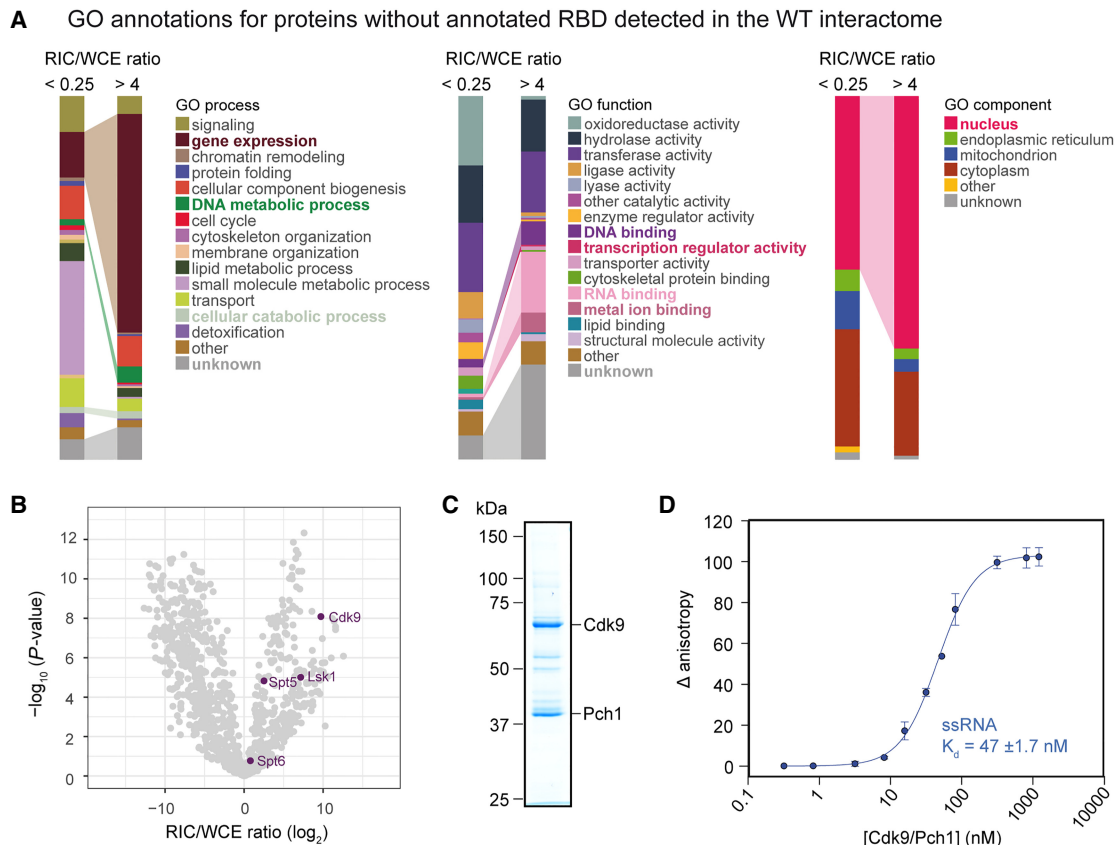 A GO annotations for proteins without annotated RBD detected in the WT interactome
RIC/WCE ratio
< 0.25 > 4
GO process
signaling
gene expression
chromatin remodeling
protein folding
cellular component biogenesis
DNA metabolic process
cell cycle
cytoskeleton organization
membrane organization
lipid metabolic process
small molecule metabolic process
transport
cellular catabolic process
detoxification
other
unknown
RIC/WCE ratio
< 0.25 > 4
GO function
oxidoreductase activity
hydrolase activity
transferase activity
ligase activity
lyase activity
other catalytic activity
enzyme regulator activity
DNA binding
transcription regulator activity
transporter activity
cytoskeletal protein binding
RNA binding
metal ion binding
lipid binding
structural molecule activity
other
unknown
RIC/WCE ratio
< 0.25 > 4
GO component
nucleus
endoplasmic reticulum
mitochondrion
cytoplasm
other
unknown
B
−log10 (P-value)
12
10
8
6
4
2
0
Cdk9
Spt5
Lsk1
Spt6
−10 0 10
RIC/WCE ratio (log2)
C
kDa
150
100
75
50
37
25
Cdk9
Pch1
D
Δ anisotropy
120
100
80
60
40
20
0
ssRNA
Kd = 47 ±1.7 nM
0.1 1 10 100 1000 10000
[Cdk9/Pch1] (nM)